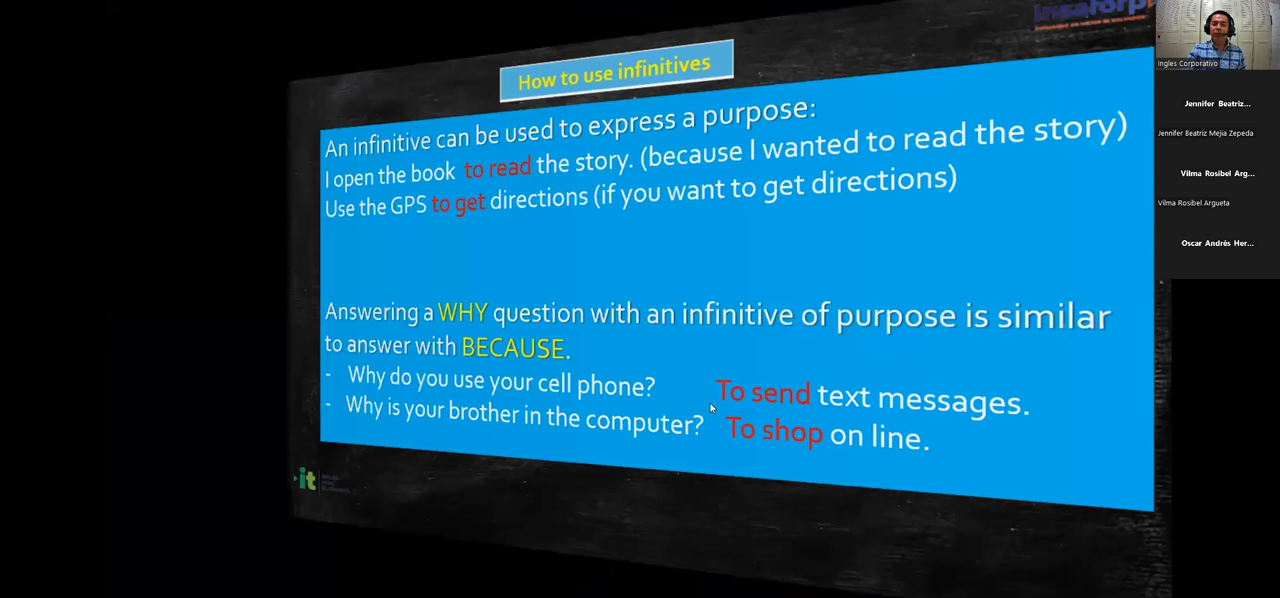 insaforp
Ingles Corporativo
How to use infinitives
An infinitive can be used to express a purpose:
I open the book to read the story. (because I wanted to read the story)
Use the GPS to get directions (if you want to get directions)
Answering a WHY question with an infinitive of purpose is similar
to answer with BECAUSE.
- Why do you use your cell phone? To send text messages.
- Why is your brother in the computer? To shop on line.
it
Jennifer Beatriz...
Jennifer Beatriz Mejia Zepeda
Vilma Rosibel Arg...
Vilma Rosibel Argueta
Oscar Andrés Her...